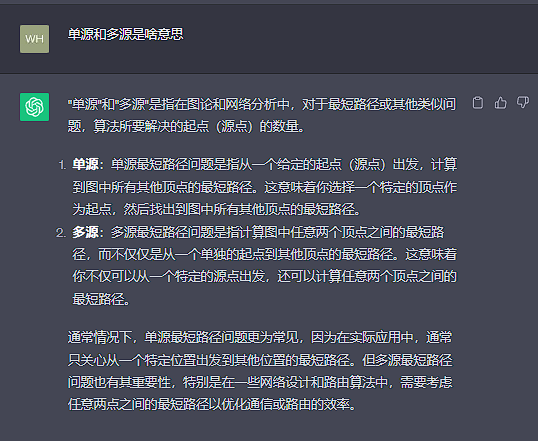 WH
单源和多源是啥意思
"单源"和"多源"是指在图论和网络分析中，对于最短路径或其他类似问
题，算法所要解决的起点（源点）的数量。
1. 单源：单源最短路径问题是指从一个给定的起点（源点）出发，计算
到图中所有其他顶点的最短路径。这意味着你选择一个特定的顶点作
为起点，然后找出到图中所有其他顶点的最短路径。
2. 多源：多源最短路径问题是指计算图中任意两个顶点之间的最短路
径，而不仅仅是从一个单独的起点到其他顶点的最短路径。这意味着
你不仅可以从一个特定的源点出发，还可以计算任意两个顶点之间的
最短路径。
通常情况下，单源最短路径问题更为常见，因为在实际应用中，通常
只关心从一个特定位置出发到其他位置的最短路径。但多源最短路径
问题也有其重要性，特别是在一些网络设计和路由算法中，需要考虑
任意两点之间的最短路径以优化通信或路由的效率。